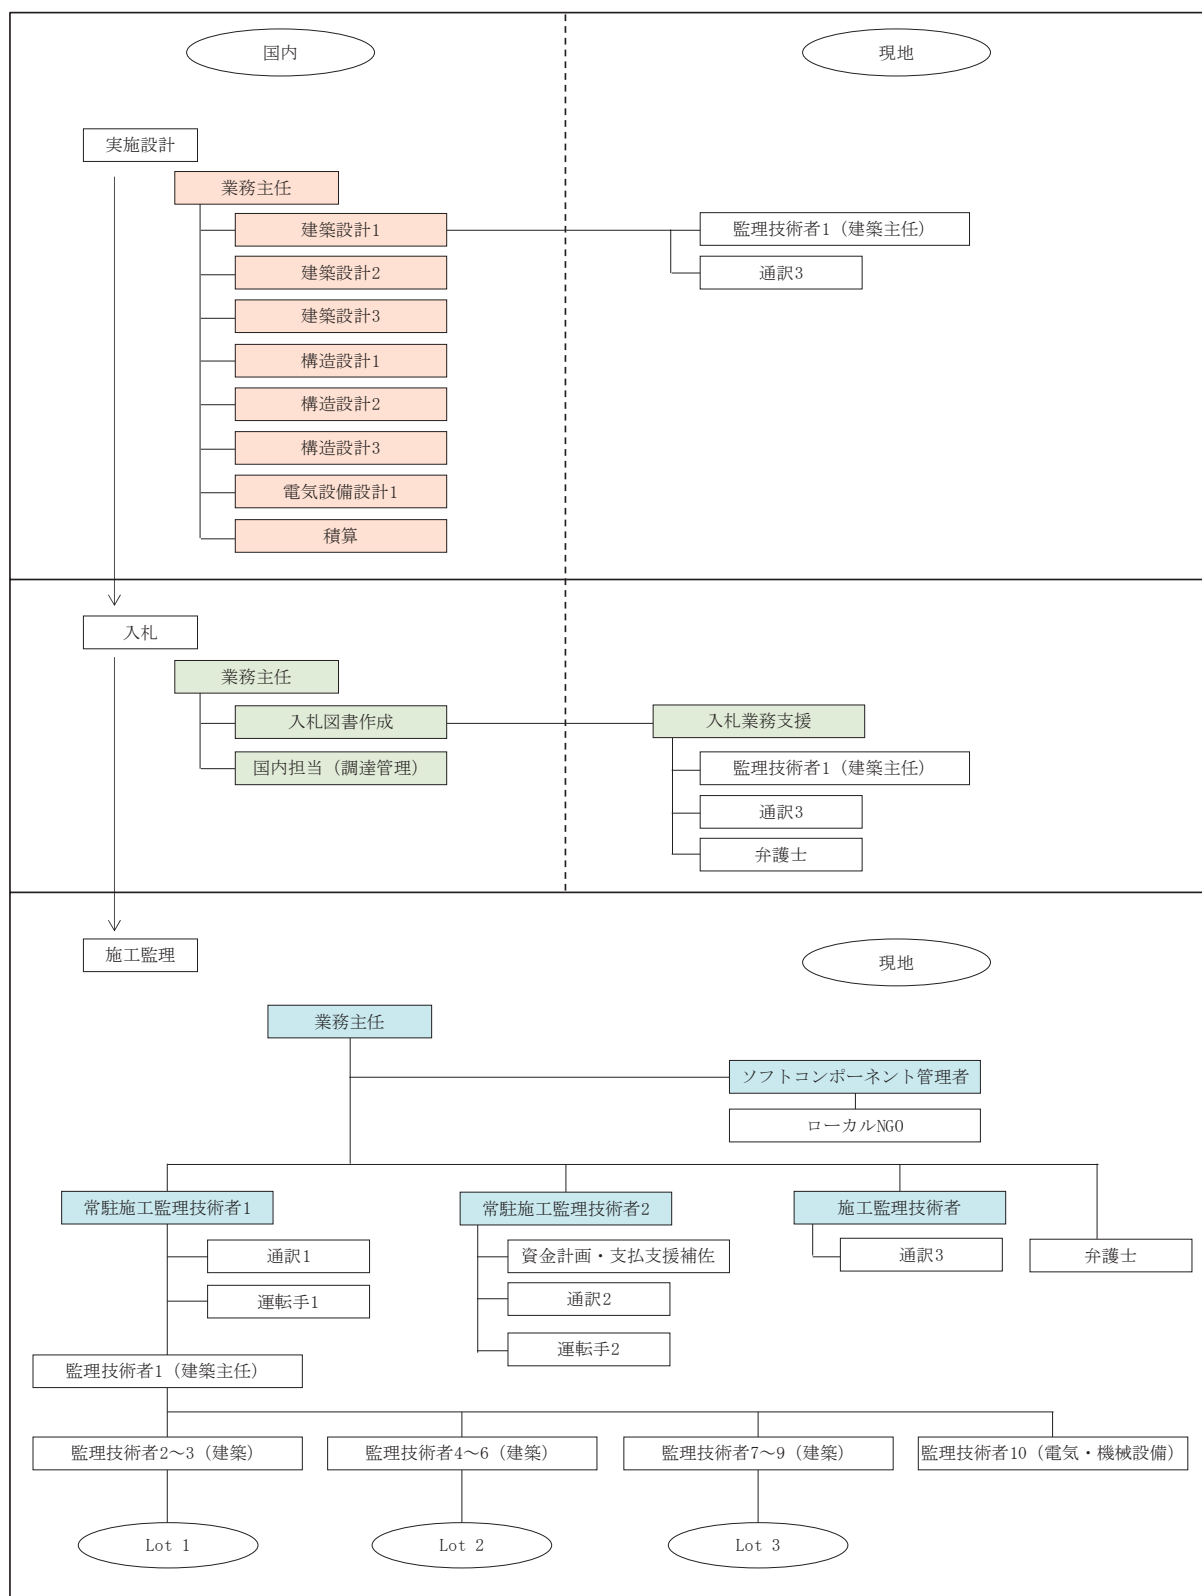 国内
現地
実施設計
業務主任
建築設計1
監理技術者1（建築主任）
建築設計2
通訳3
建築設計3
構造設計1
構造設計2
構造設計3
電気設備設計1
積算
入札
業務主任
入札図書作成
入札業務支援
国内担当（調達管理）
監理技術者1（建築主任）
通訳3
弁護士
施工監理
現地
業務主任
ソフトコンポーネント管理者
ローカルNGO
常駐施工監理技術者1
常駐施工監理技術者2
施工監理技術者
通訳1
資金計画・支払支援補佐
通訳3
弁護士
運転手1
通訳2
運転手2
監理技術者1（建築主任）
監理技術者2～3（建築）
監理技術者4～6（建築）
監理技術者7～9（建築）
監理技術者10（電気・機械設備）
Lot 1
Lot 2
Lot 3